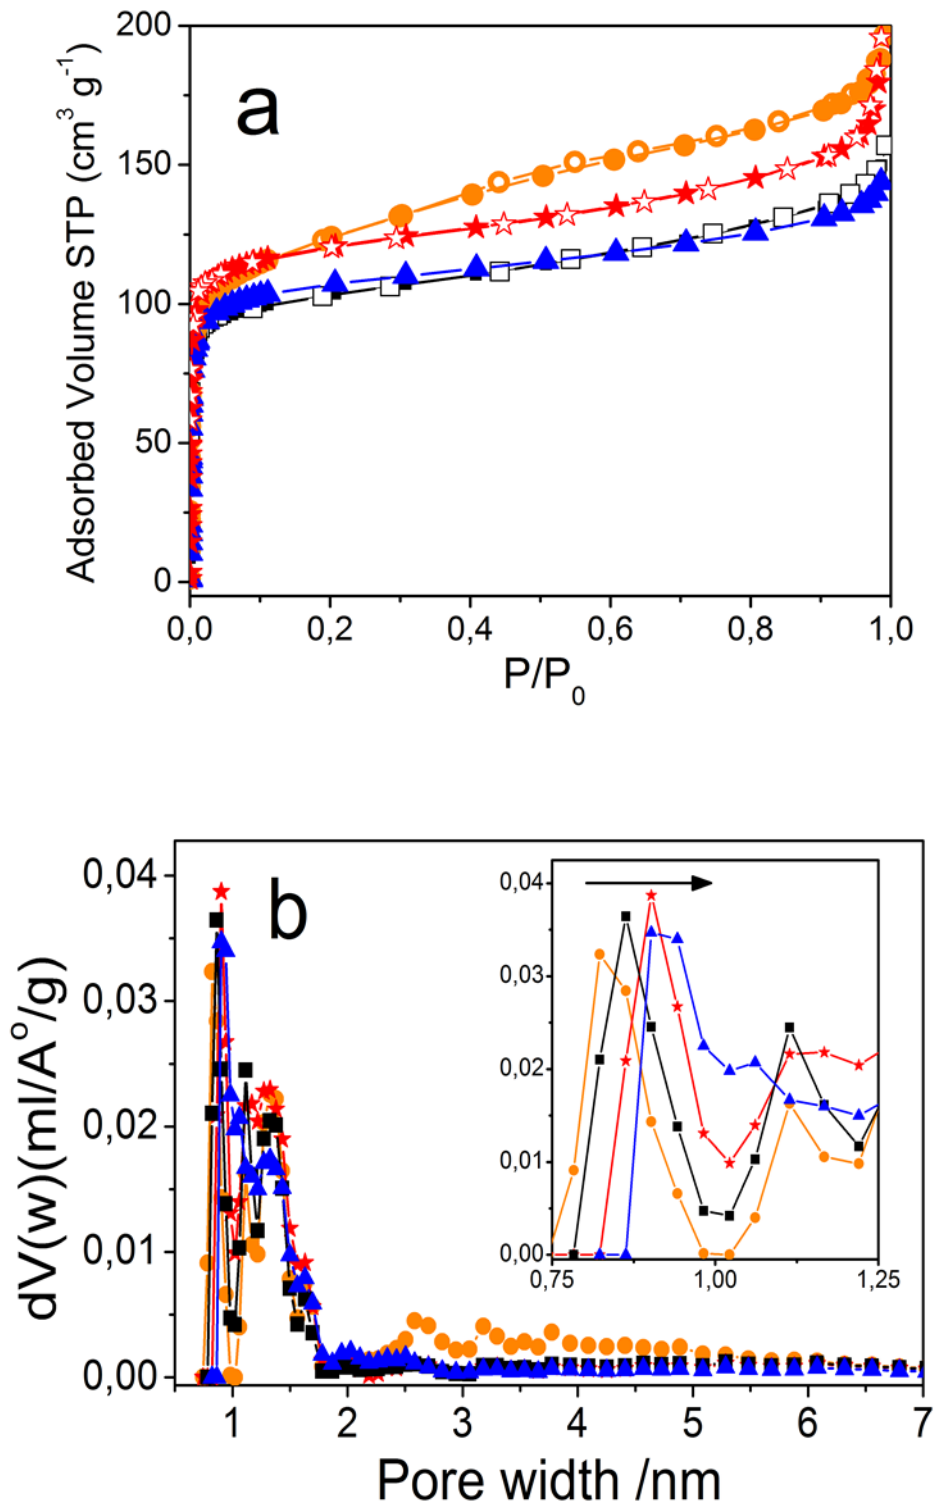 a
200
150
100
50
0
Adsorbed Volume STP (cm³ g⁻¹)
0,0 0,2 0,4 0,6 0,8 1,0
P/P₀
b
0,04
0,03
0,02
0,01
0,00
dV(w)(ml/A°/g)
0,04
0,03
0,02
0,01
0,00
0,75 1,00 1,25
1 2 3 4 5 6 7
Pore width /nm